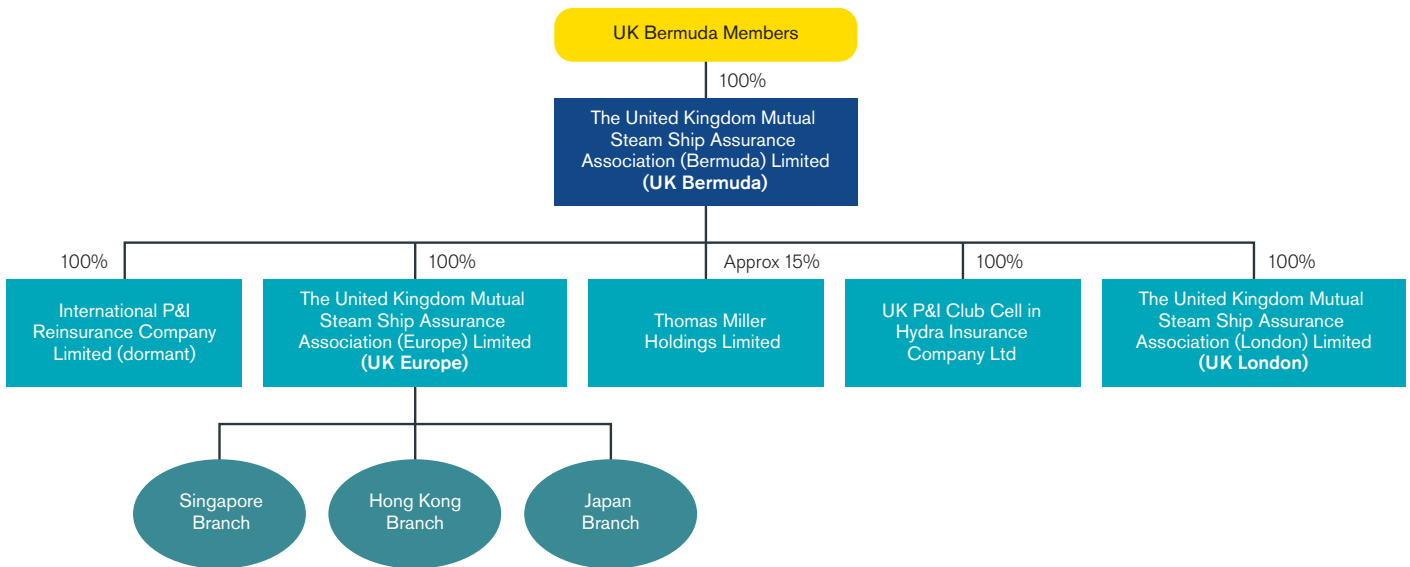 UK Bermuda Members
100%
The United Kingdom Mutual
Steam Ship Assurance
Association (Bermuda) Limited
(UK Bermuda)
100%
100%
Approx 15%
100%
100%
International P&I
Reinsurance Company
Limited (dormant)
The United Kingdom Mutual
Steam Ship Assurance
Association (Europe) Limited
(UK Europe)
Thomas Miller
Holdings Limited
UK P&I Club Cell in
Hydra Insurance
Company Ltd
The United Kingdom Mutual
Steam Ship Assurance
Association (London) Limited
(UK London)
Singapore
Branch
Hong Kong
Branch
Japan
Branch